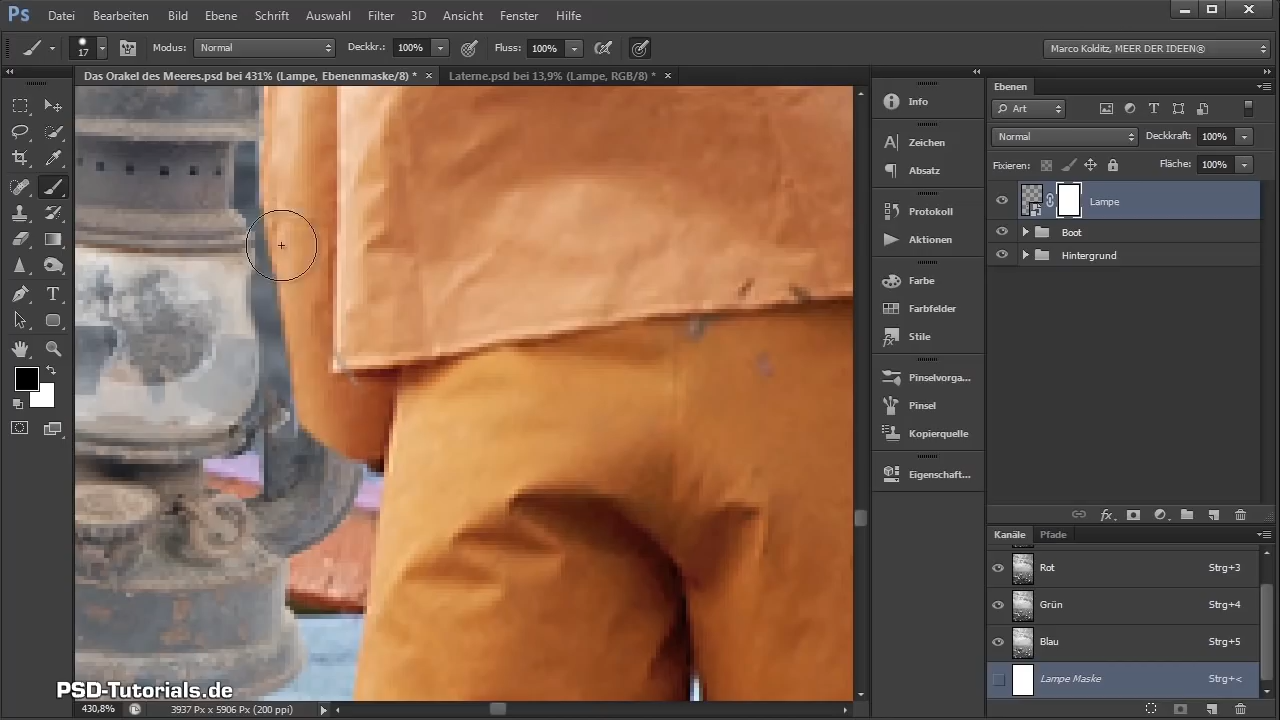 Ps Datei Bearbeiten Bild Ebene Schrift Auswahl Filter 3D Ansicht Fenster Hilfe
17 Modus: Normal Deckkr.: 100% Fluss: 100% Marco Kolditz, MEER DER IDEEN®
Das Orakel des Meeres.psd bei 431% (Lampe, Ebenenmaske/8) * × Laterne.psd bei 13,9% (Lampe, RGB/8) * ×
Info
Zeichen
Absatz
Protokoll
Aktionen
Farbe
Farbfelder
Stile
Pinselvorga...
Pinsel
Kopierquelle
Eigenschaft...
Ebenen
Art
Normal Deckkraft: 100%
Fixieren: Fläche: 100%
Lampe
Boot
Hintergrund
Kanäle Pfade
Rot Strg+3
Grün Strg+4
Blau Strg+5
Lampe Maske Strg+<
PSD-Tutorials.de
430,8% 3937 Px x 5906 Px (200 ppi)